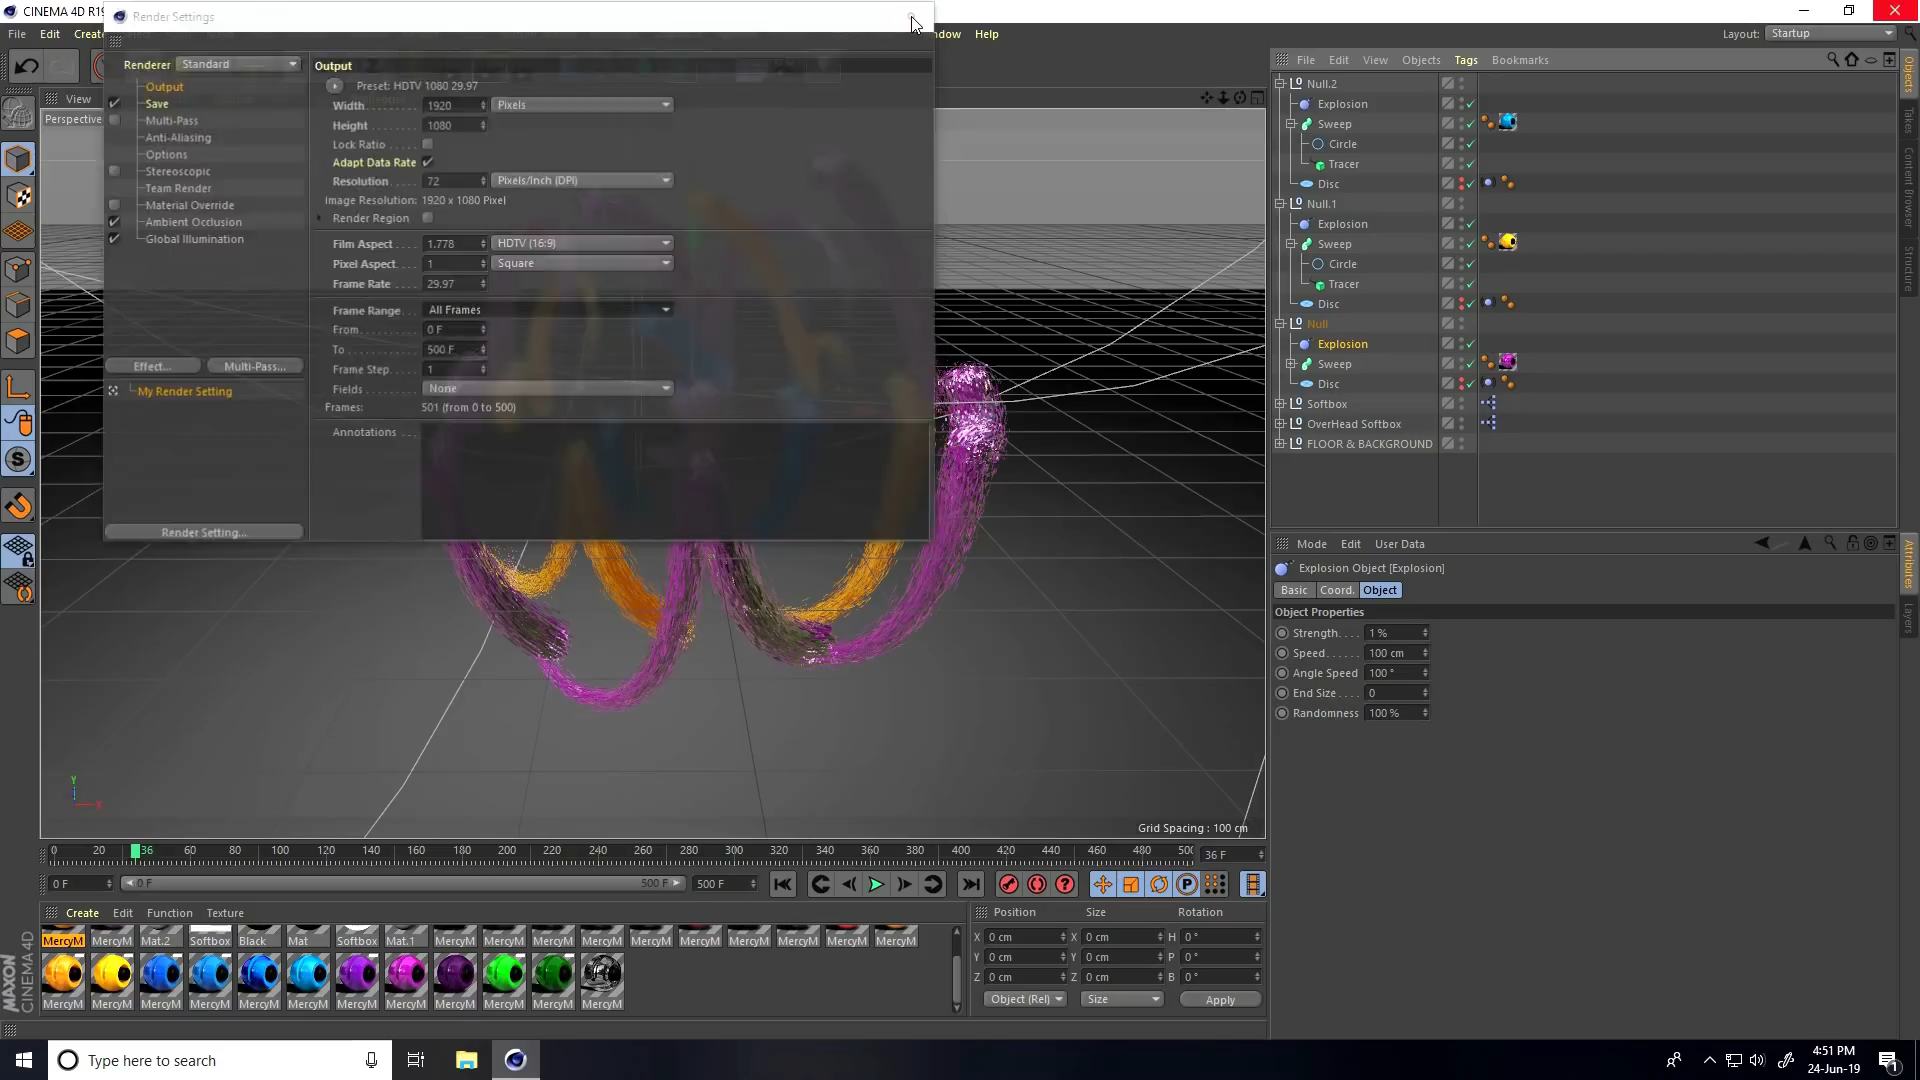 CINEMA 4D R19
Render Settings
File Edit Create
ndow Help
Layout: Startup
Renderer Standard
Output
Save
Multi-Pass
Anti-Aliasing
Options
Stereoscopic
Team Render
Material Override
Ambient Occlusion
Global Illumination
Effect... Multi-Pass...
My Render Setting
Render Setting...
Output
Preset: HDTV 1080 29.97
Width 1920 Pixels
Height 1080
Lock Ratio
Adapt Data Rate
Resolution 72 Pixels/Inch (DPI)
Image Resolution: 1920 x 1080 Pixel
Render Region
Film Aspect 1.778 HDTV (16:9)
Pixel Aspect 1 Square
Frame Rate 29.97
Frame Range All Frames
From 0 F
To 500 F
Frame Step 1
Fields None
Frames: 501 (from 0 to 500)
Annotations
View
Perspective
Y
X
Grid Spacing : 100 cm
File Edit View Objects Tags Bookmarks
Null.2
Explosion
Sweep
Circle
Tracer
Disc
Null.1
Explosion
Sweep
Circle
Tracer
Disc
Null
Explosion
Sweep
Disc
Softbox
OverHead Softbox
FLOOR & BACKGROUND
Objects
Takes
Content Browser
Structure
Mode Edit User Data
Explosion Object [Explosion]
Basic Coord. Object
Object Properties
Strength.... 1 %
Speed...... 100 cm
Angle Speed 100 °
End Size.... 0
Randomness 100 %
Attributes
Layers
0 20 36 60 80 100 120 140 160 180 200 220 240 260 280 300 320 340 360 380 400 420 440 460 480 500
36 F
0 F 0 F 500 F 500 F
Create Edit Function Texture
MercyM MercyM Mat.2 Softbox Black Mat Softbox Mat.1 MercyM MercyM MercyM MercyM MercyM MercyM MercyM MercyM MercyM MercyM
MercyM MercyM MercyM MercyM MercyM MercyM MercyM MercyM MercyM MercyM MercyM MercyM
MAXON
CINEMA 4D
Position Size Rotation
X 0 cm X 0 cm H 0 °
Y 0 cm Y 0 cm P 0 °
Z 0 cm Z 0 cm B 0 °
Object (Rel) Size Apply
Type here to search
4:51 PM
24-Jun-19
1